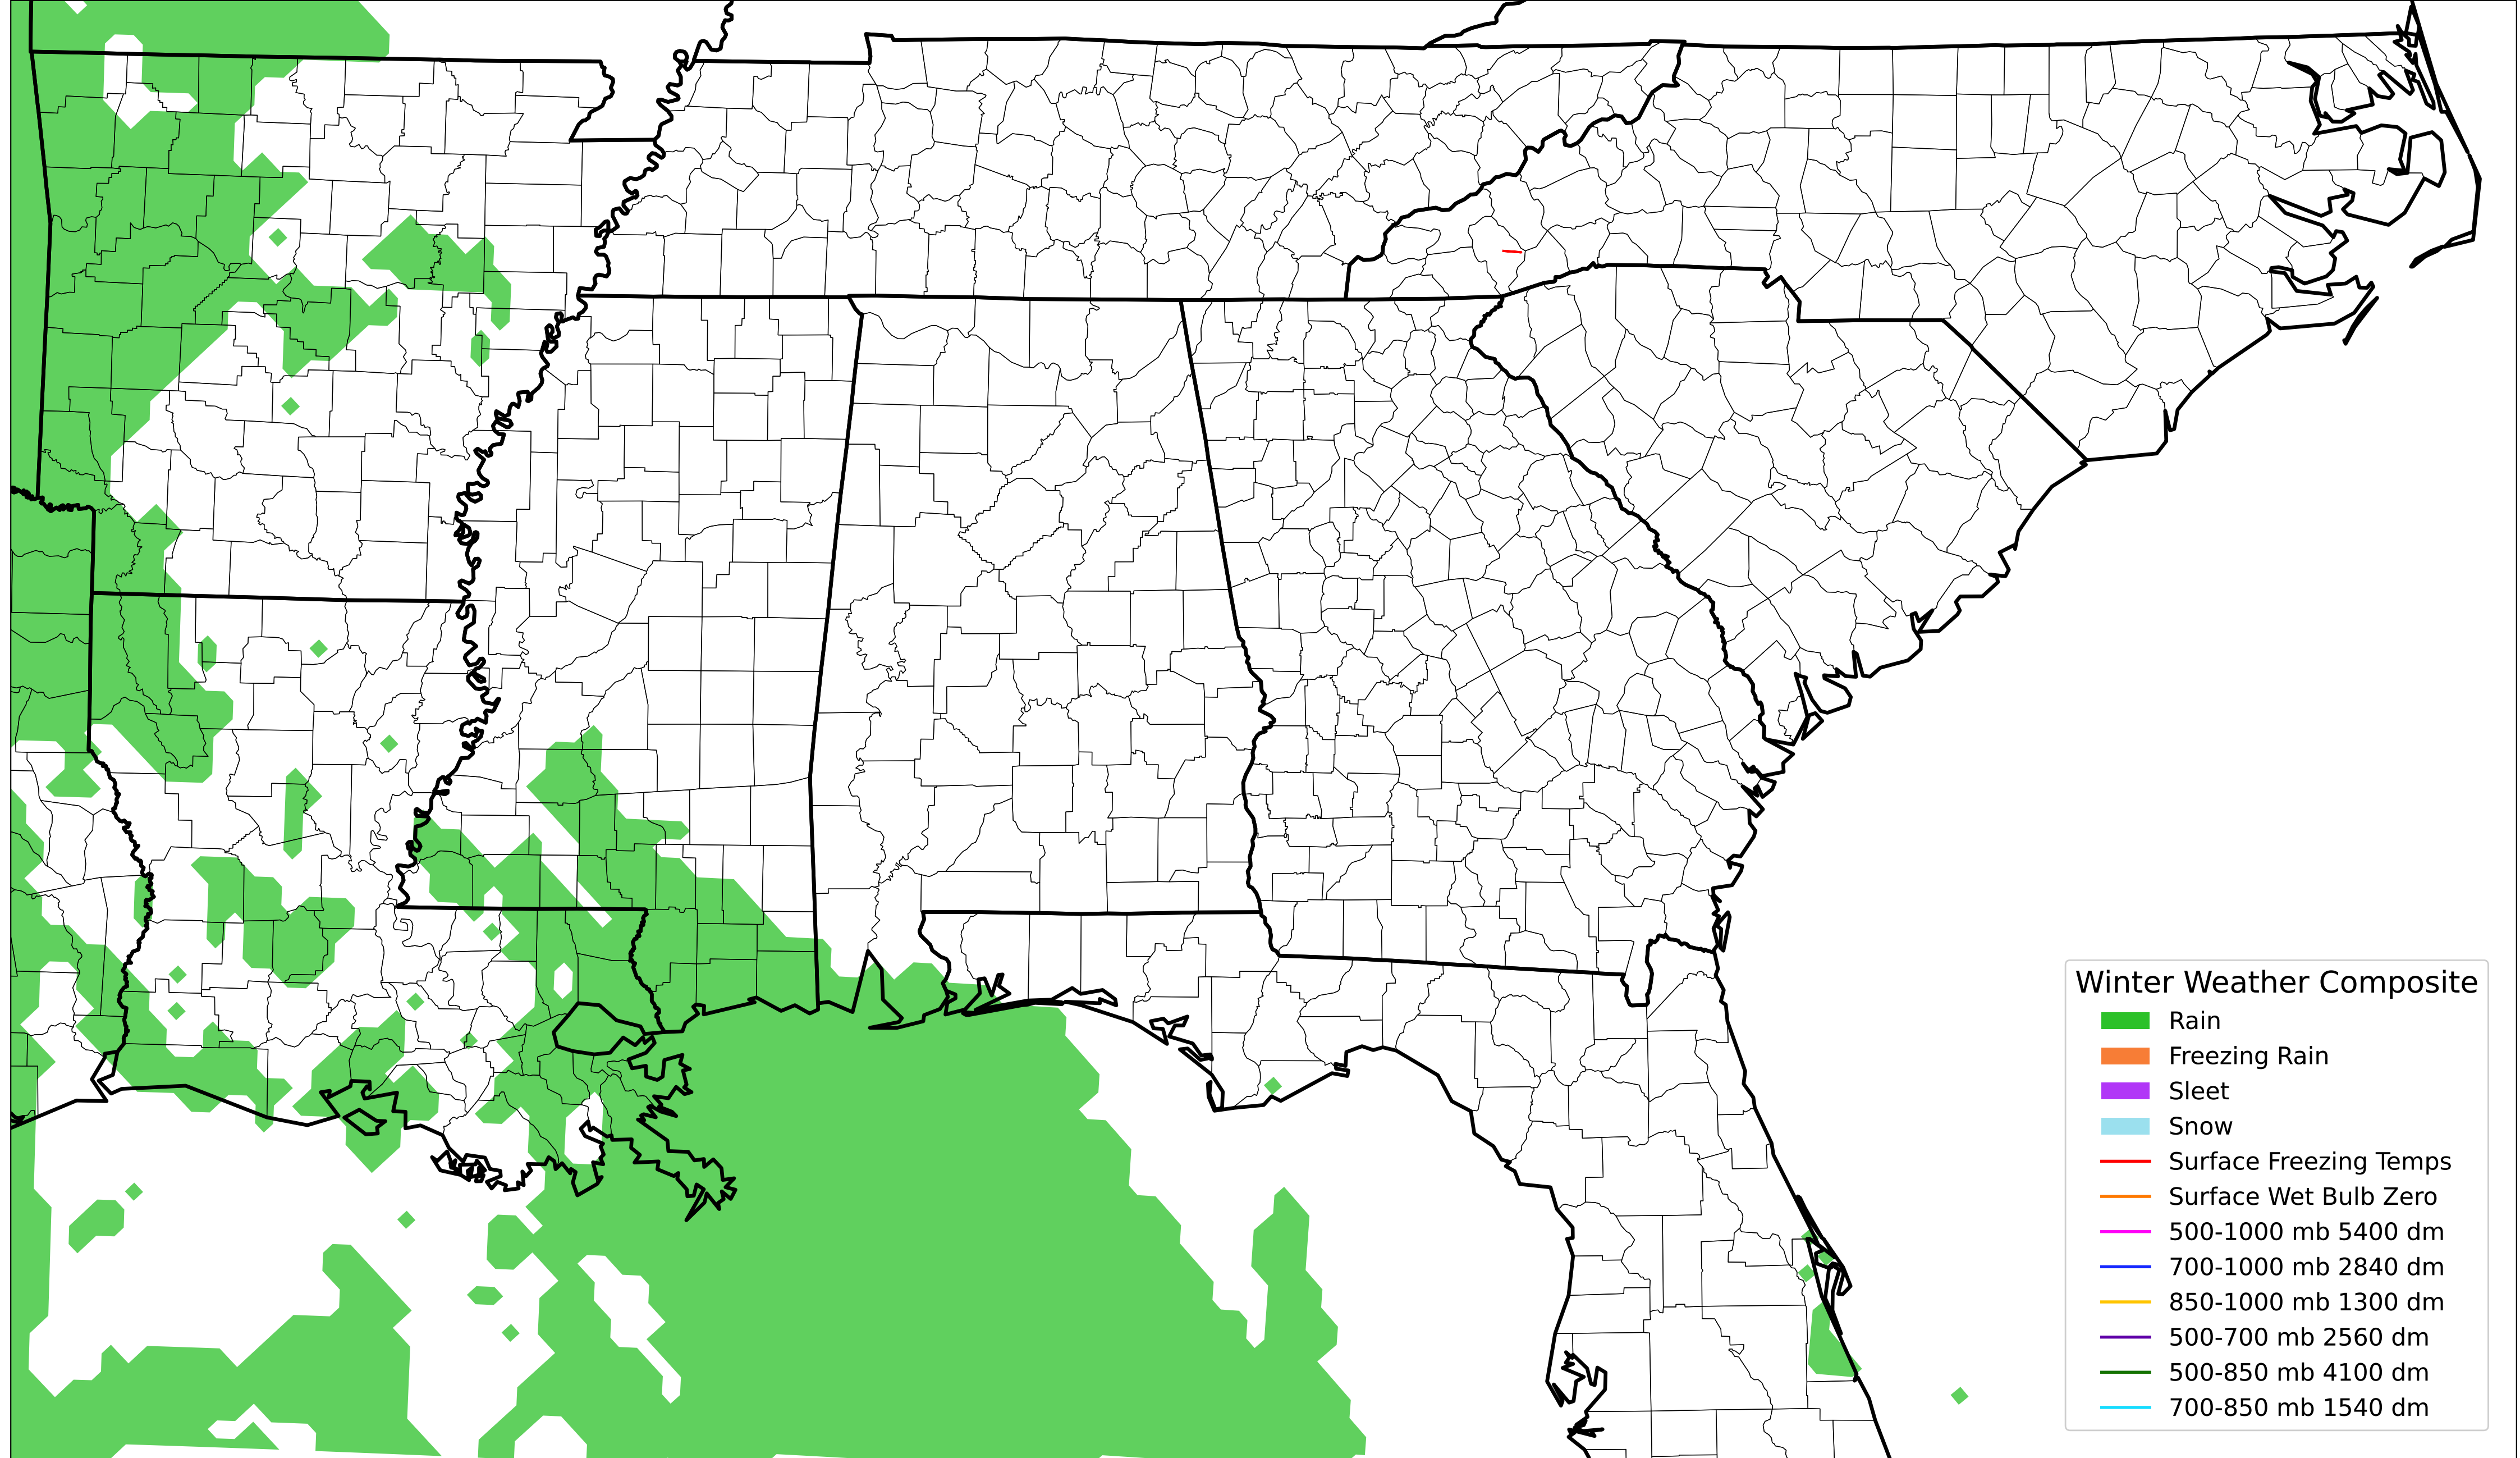 Winter Weather Composite
Rain
Freezing Rain
Sleet
Snow
Surface Freezing Temps
Surface Wet Bulb Zero
500-1000 mb 5400 dm
700-1000 mb 2840 dm
850-1000 mb 1300 dm
500-700 mb 2560 dm
500-850 mb 4100 dm
700-850 mb 1540 dm